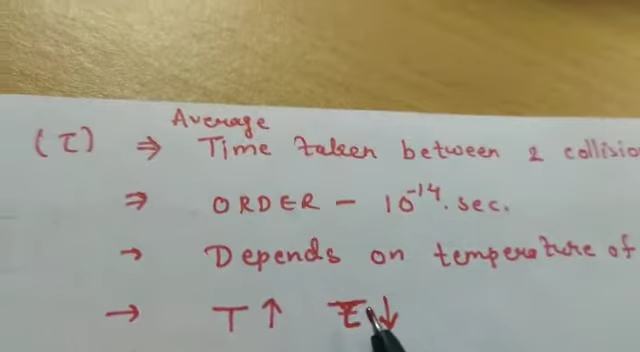 Average
(τ) ⇒ Time taken between 2 collisio
⇒ ORDER - 10⁻¹⁴. sec.
→ Depends on temperature of
→ T↑ τ↓